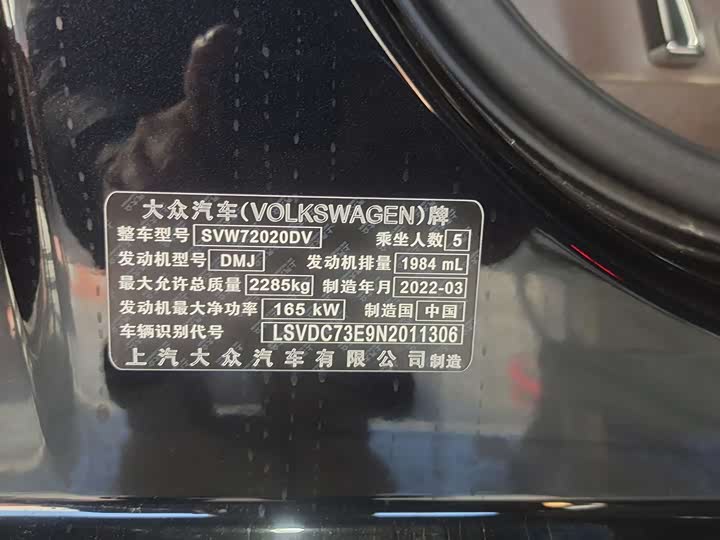 大众汽车(VOLKSWAGEN)牌
整车型号 SVW72020DV 乘坐人数 5
发动机型号 DMJ 发动机排量 1984 mL
最大允许总质量 2285kg 制造年月 2022-03
发动机最大净功率 165 kW 制造国 中国
车辆识别代号 LSVDC73E9N2011306
上汽大众汽车有限公司制造